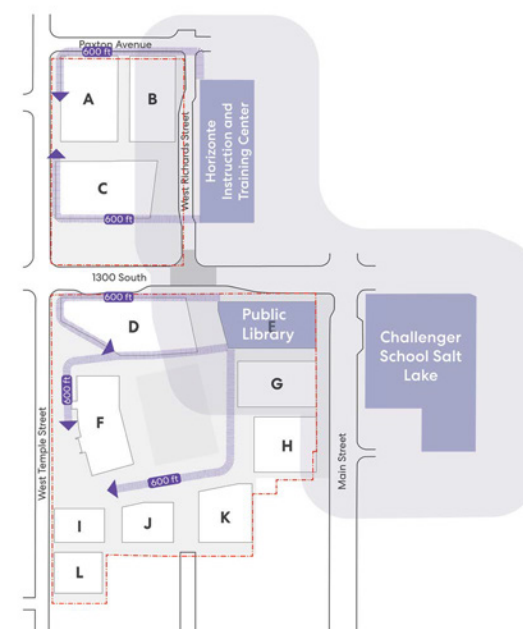 Paxton Avenue
600 ft
A
B
West Richards Street
Horizonte
Instruction and
Training Center
C
600 ft
1300 South
600 ft
D
Public
Library
E
Challenger
School Salt
Lake
G
600 ft
F
West Temple Street
H
Main Street
600 ft
I
J
K
L